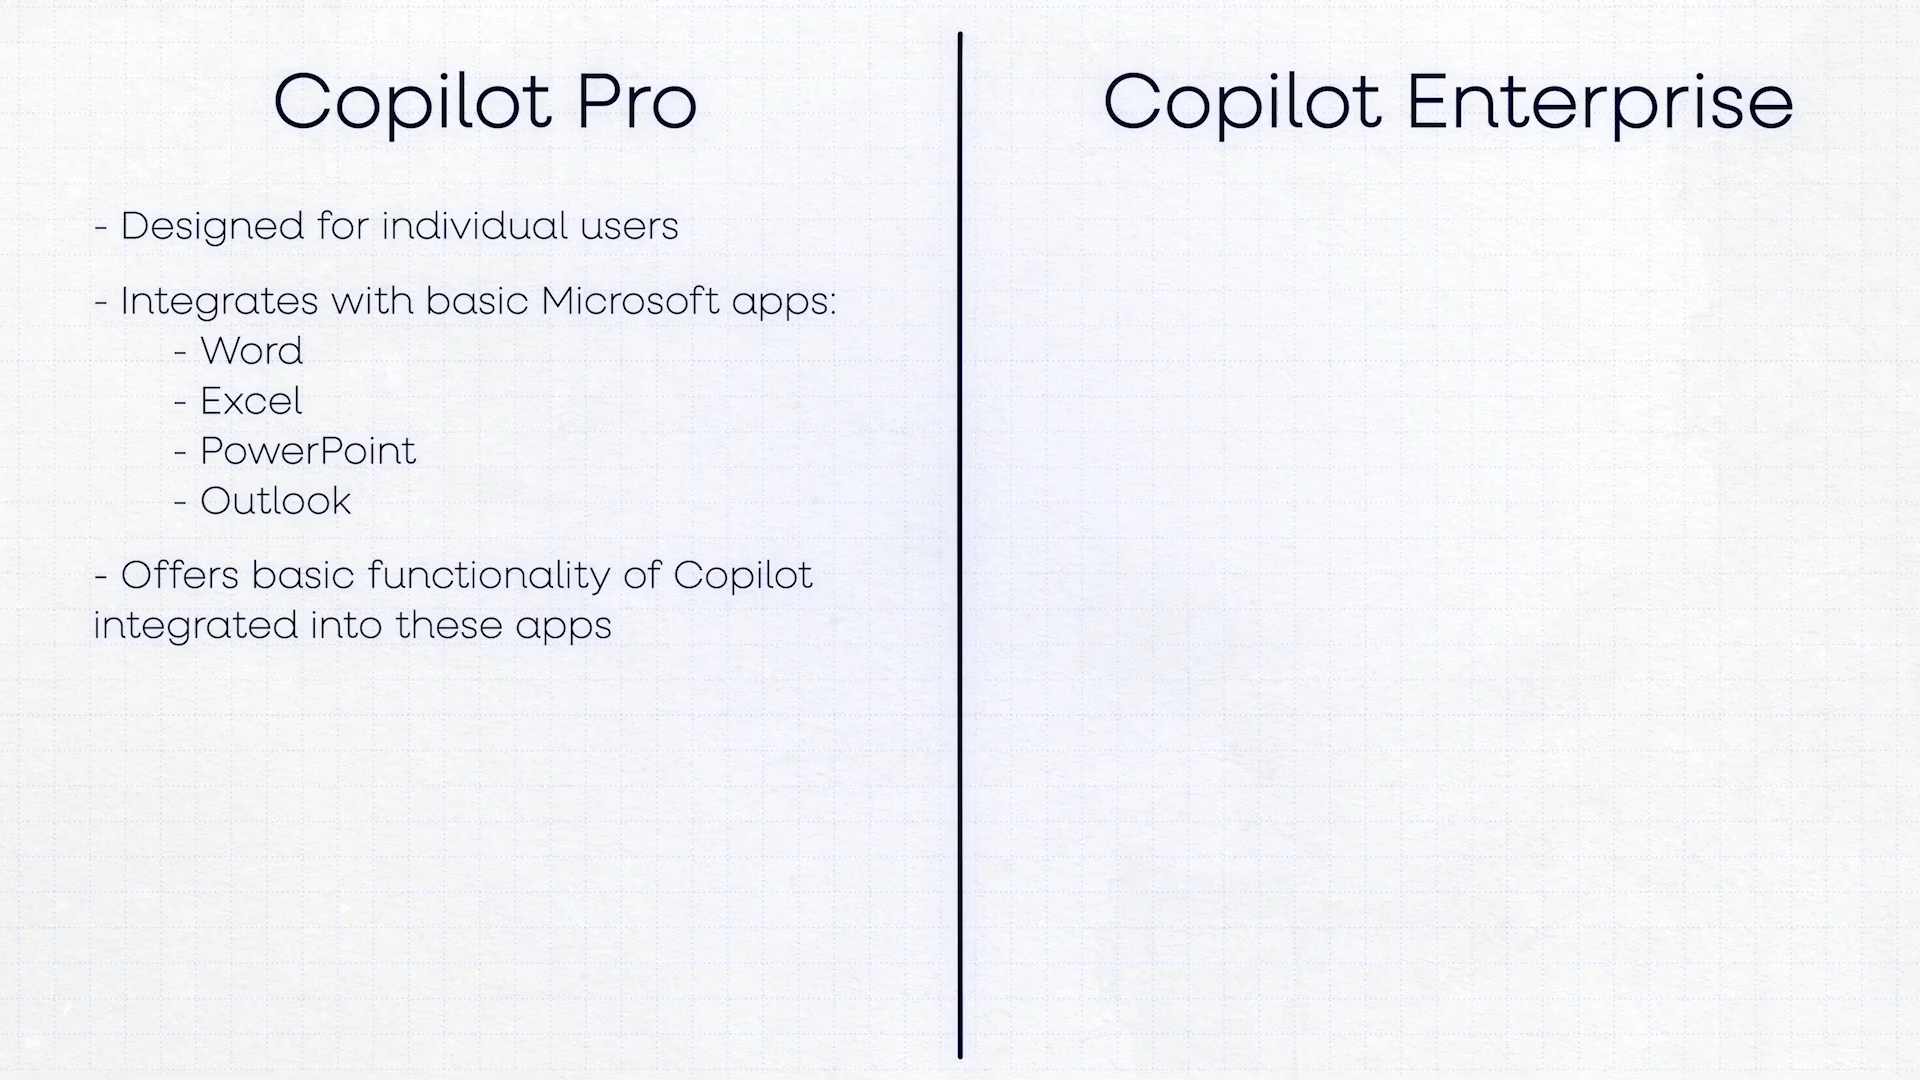 Copilot Pro
- Designed for individual users
- Integrates with basic Microsoft apps:
- Word
- Excel
- PowerPoint
- Outlook
- Offers basic functionality of Copilot
integrated into these apps
Copilot Enterprise